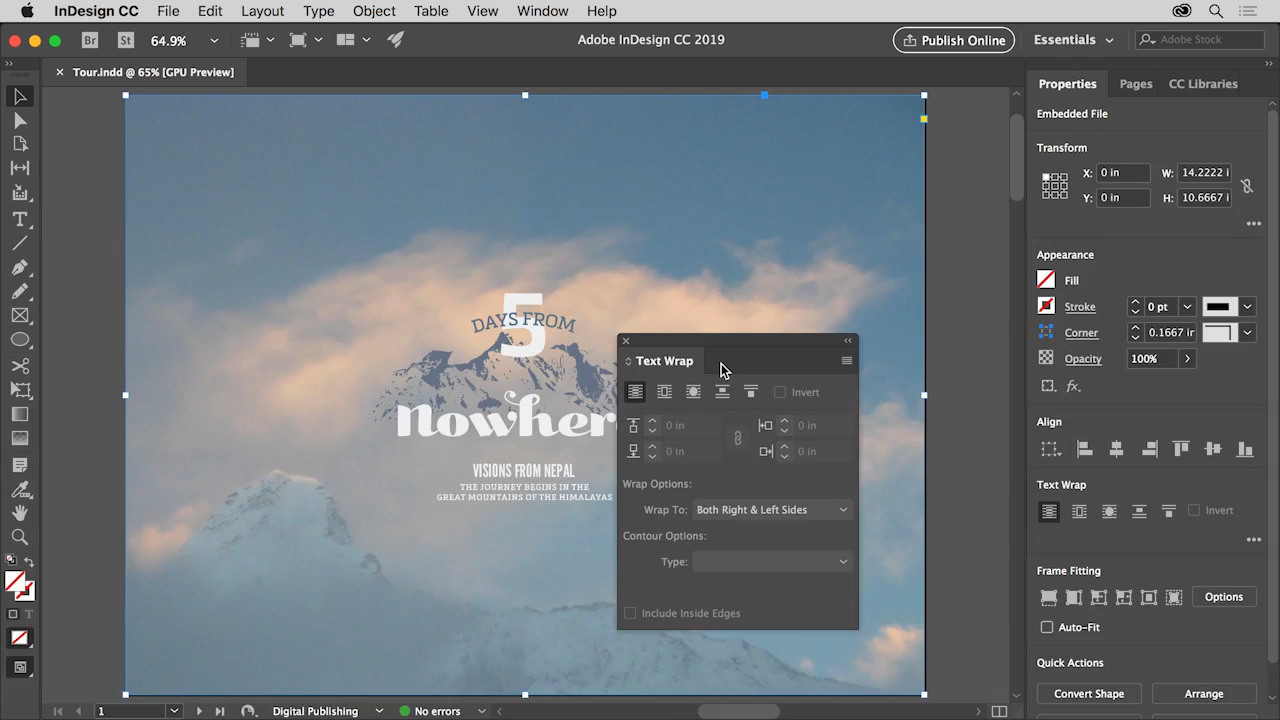 InDesign CC File Edit Layout Type Object Table View Window Help
Br St 64.9% Adobe InDesign CC 2019 Publish Online Essentials Adobe Stock
Tour.indd @ 65% [GPU Preview]
Properties Pages CC Libraries
Embedded File
Transform
X: 0 in W: 14.2222 i
Y: 0 in H: 10.6667 i
Appearance
Fill
Stroke 0 pt
Corner 0.1667 ir
Opacity 100%
fx.
Align
Text Wrap
Invert
Frame Fitting
Options
Auto-Fit
Quick Actions
Convert Shape Arrange
5
DAYS FROM
Nowher
VISIONS FROM NEPAL
THE JOURNEY BEGINS IN THE
GREAT MOUNTAINS OF THE HIMALAYAS
Text Wrap
Invert
0 in 0 in
0 in 0 in
Wrap Options:
Wrap To: Both Right & Left Sides
Contour Options:
Type:
Include Inside Edges
1 Digital Publishing No errors